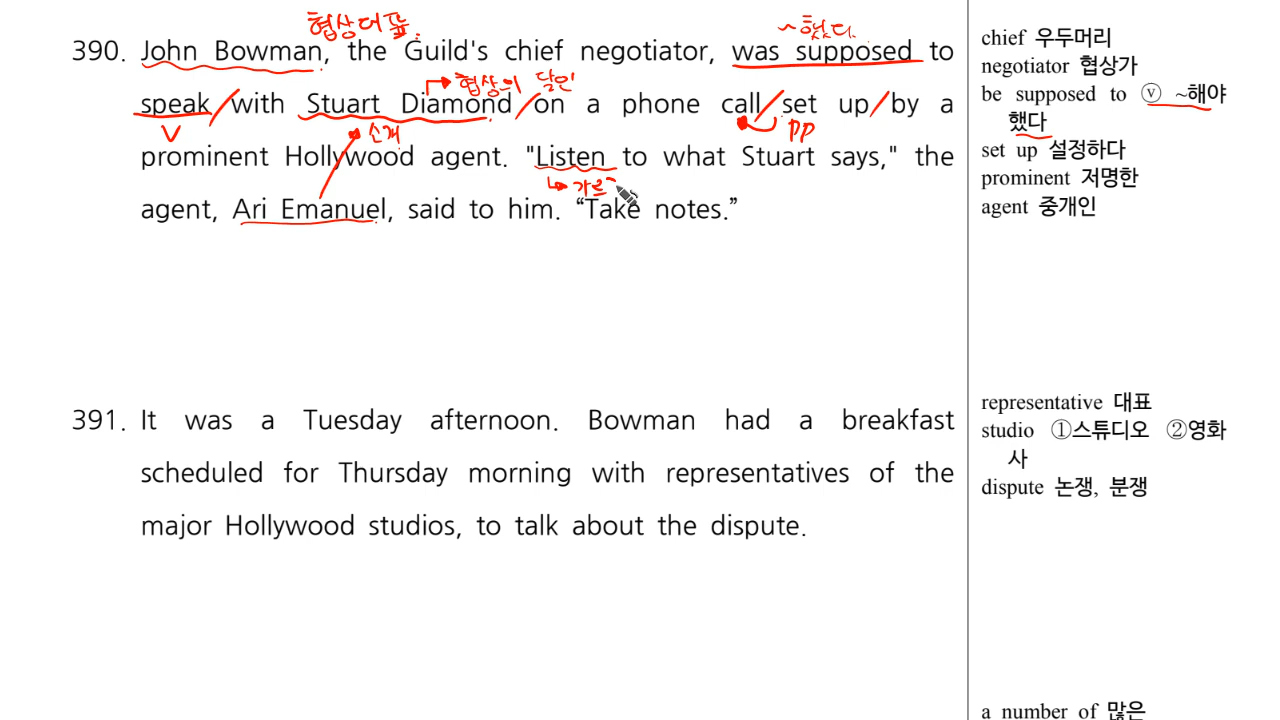 협상대표
~했다
390. John Bowman, the Guild's chief negotiator, was supposed to
협상의 달인
speak with Stuart Diamond on a phone call set up by a
V
소개
PP
prominent Hollywood agent. "Listen to what Stuart says," the
agent, Ari Emanuel, said to him. “Take notes.”
391. It was a Tuesday afternoon. Bowman had a breakfast
scheduled for Thursday morning with representatives of the
major Hollywood studios, to talk about the dispute.
chief 우두머리
negotiator 협상가
be supposed to ⓥ ~해야
했다
set up 설정하다
prominent 저명한
agent 중개인
representative 대표
studio ①스튜디오 ②영화
사
dispute 논쟁, 분쟁
a number of 많은